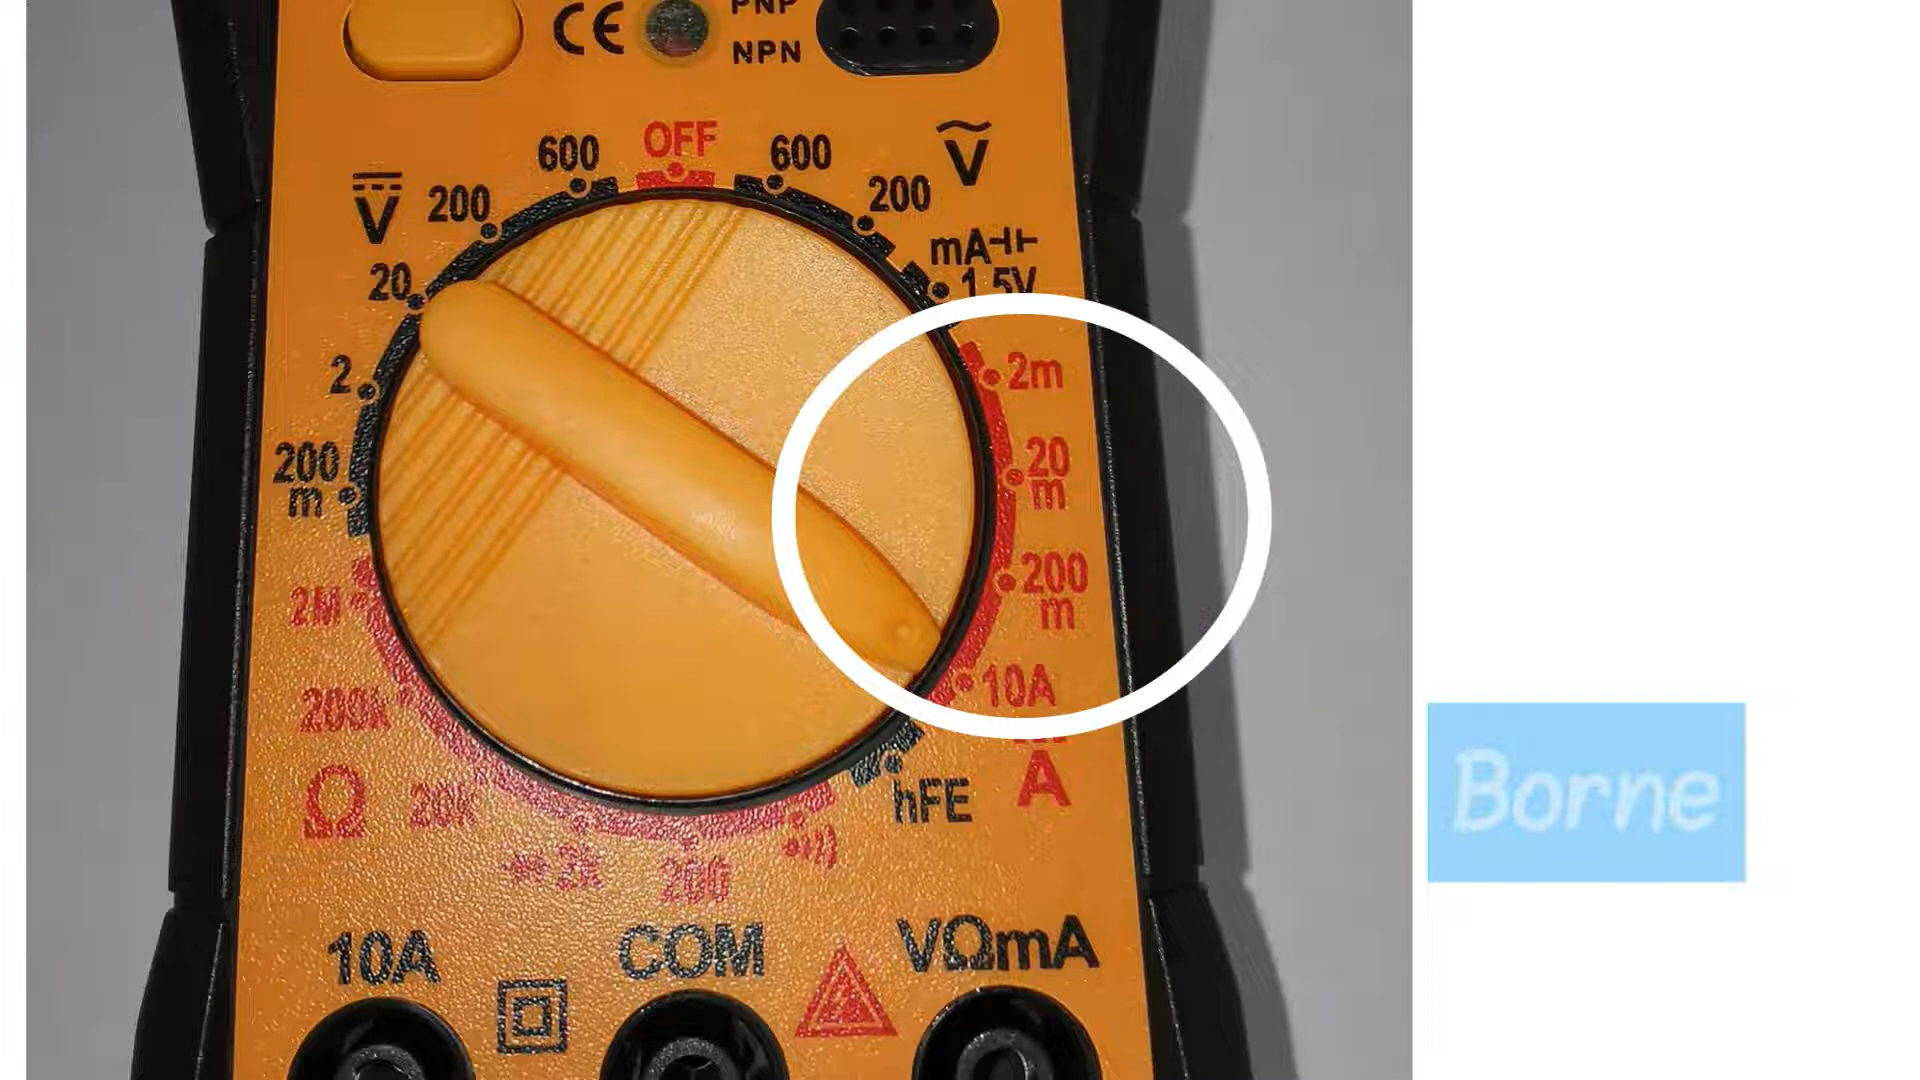 CE
PNP
NPN
600
OFF
600
V
200
200
V
mA
1.5V
20
2m
2
20
m
200
m
200
m
2M
10A
200k
A
Ω
20K
hFE
2k
200
10A
COM
VΩmA
Borne